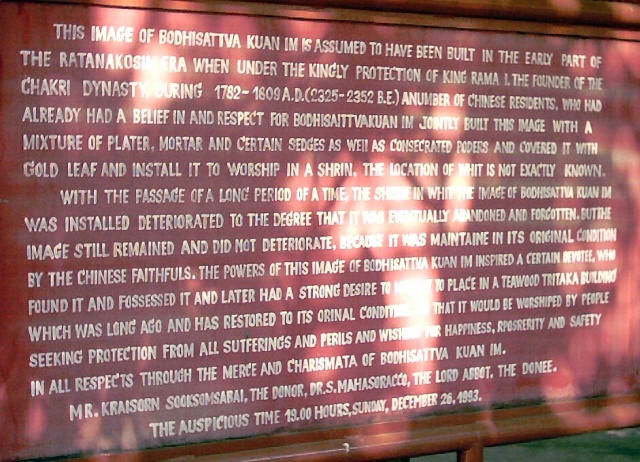 THIS IMAGE OF BODHISATTVA KUAN IM IS ASSUMED TO HAVE BEEN BUILT IN THE EARLY PART OF
THE RATANAKOSIN ERA WHEN UNDER THE KINGLY PROTECTION OF KING RAMA I. THE FOUNDER OF THE
CHAKRI DYNASTY DURING 1782-1809 A.D.(2325-2352 B.E.) ANUMBER OF CHINESE RESIDENTS, WHO HAD
ALREADY HAD A BELIEF IN AND RESPECT FOR BODHISAITTVAKUAN IM JOINTLY BUILT THIS IMAGE WITH A
MIXTURE OF PLATER, MORTAR AND CERTAIN SEDGES AS WEll AS CONSECRATED PODERS AND COVERED IT WITH
GOLD LEAF AND INSTALL IT TO WORSHIP IN A SHRIN. THE LOCATION OF WHIT IS NOT EXACTLY KNOWN.
WITH THE PASSAGE OF A LONG PERIOD OF A TIME, THE SHRINE IN WHIT THE IMAGE OF BODHISATVA KUAN IM
WAS INSTALLED DETERIORATED TO THE DEGREE THAT IT WAS EVENTUALLY ABANDONED AND FORGOTTEN. BUTTHE
IMAGE STILL REMAINED AND DID NOT DETERIORATE, BECAUSE IT WAS MAINTAINE IN ITS ORIGINAL CONDITION
BY THE CHINESE FAITHFULS. THE POWERS OF THIS IMAGE OF BODHISATTVA KUAN IM INSPIRED A CERTAIN DEVOTEE, WHO
FOUND IT AND FOSSESSED IT AND LATER HAD A STRONG DESIRE TO IT TO PLACE IN A TEAWOOD TRITAKA BUILDING
WHICH WAS LONG AGO AND HAS RESTORED TO ITS ORINAL CONDITION, THAT IT WOULD BE WORSHIPED BY PEOPLE
SEEKING PROTECTION FROM ALL SUTFERINGS AND PERILS AND WISHING FOR HAPPINESS, RROSRERITY AND SAFETY
IN ALL RESPECTS THROUGH THE MERCE AND CHARISMATA OF BODHISATTVA KUAN IM.
MR. KRAISORN SOOKSOMSABAI, THE DONOR, DR.S. MAHASORACCO, THE LORD ABBOT. THE DONEE.
THE AUSPICIOUS TIME 19.00 HOURS, SUNDAY, DECEMBER 26, 1993.